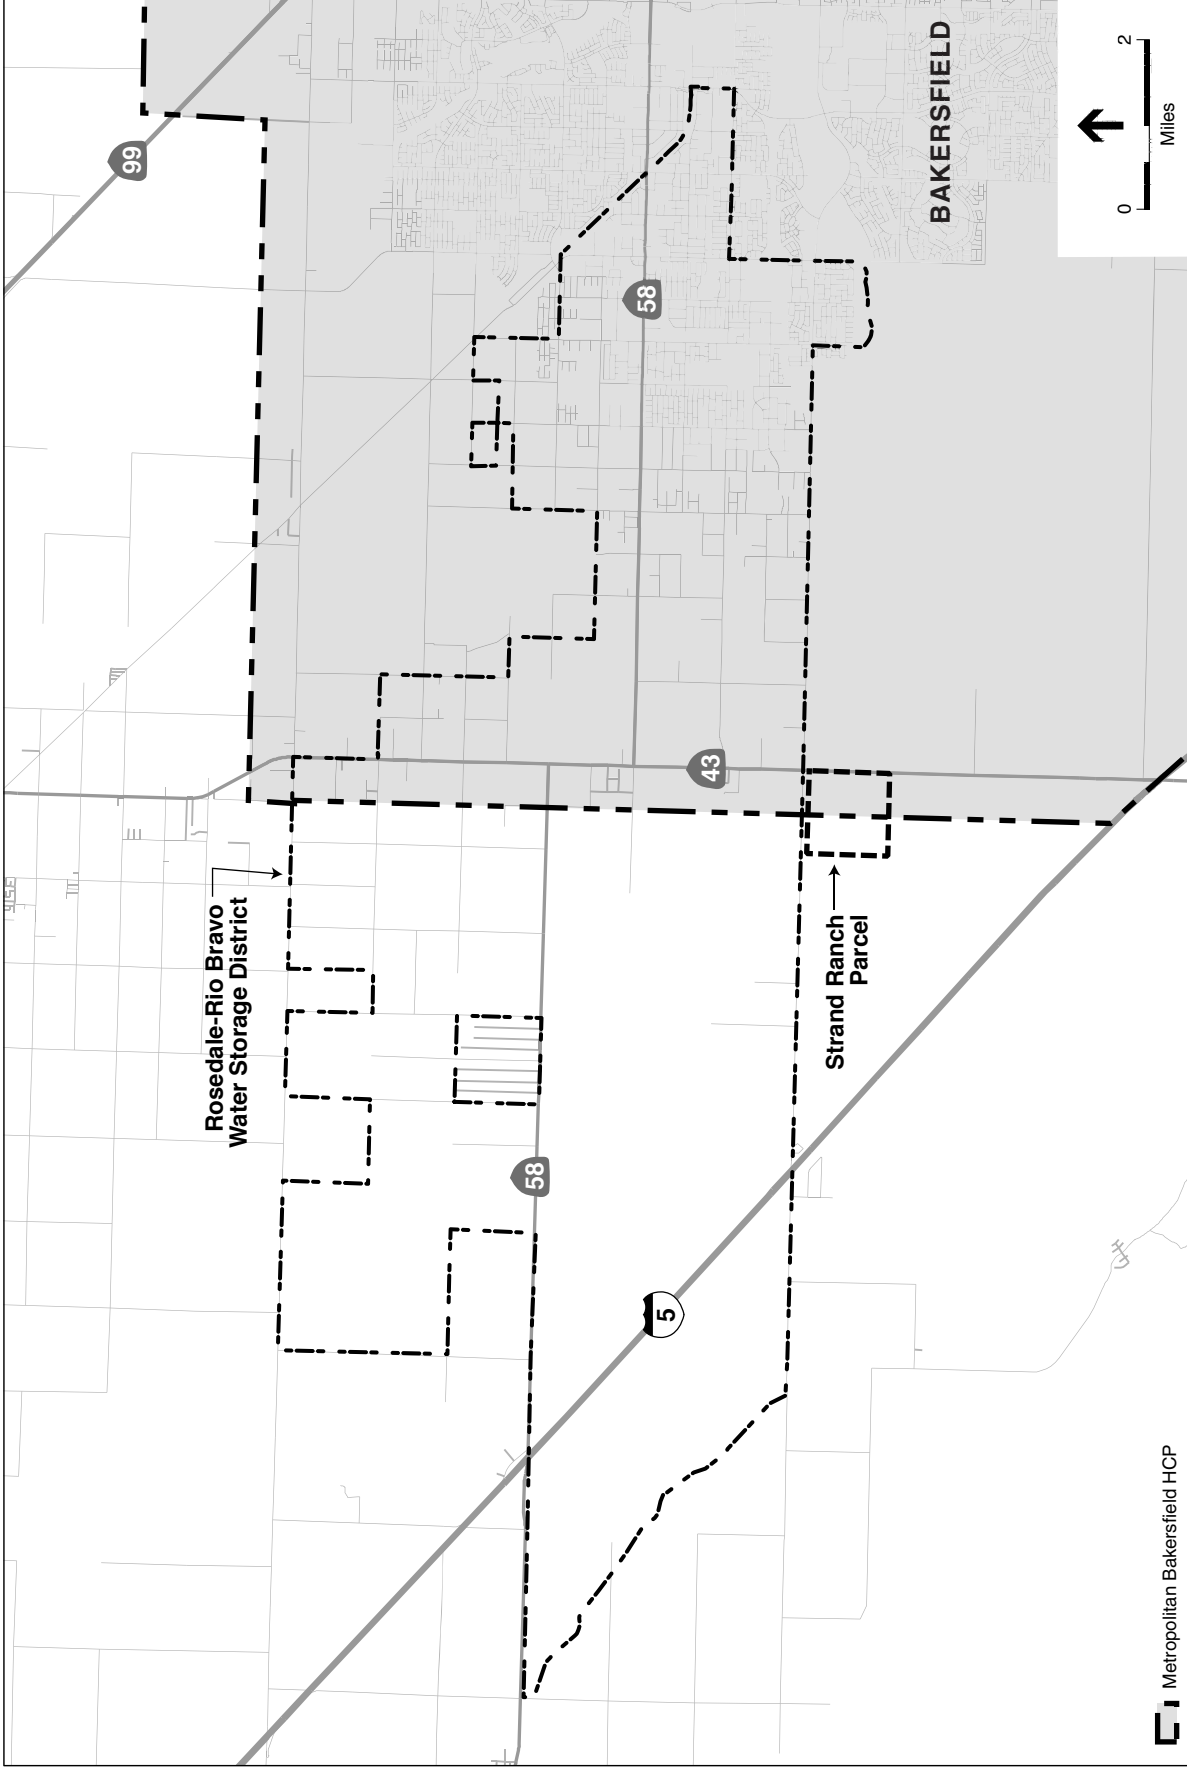 99
58
BAKERSFIELD
43
Rosedale-Rio Bravo
Water Storage District
58
5
Strand Ranch
Parcel
0
2
Miles
Metropolitan Bakersfield HCP